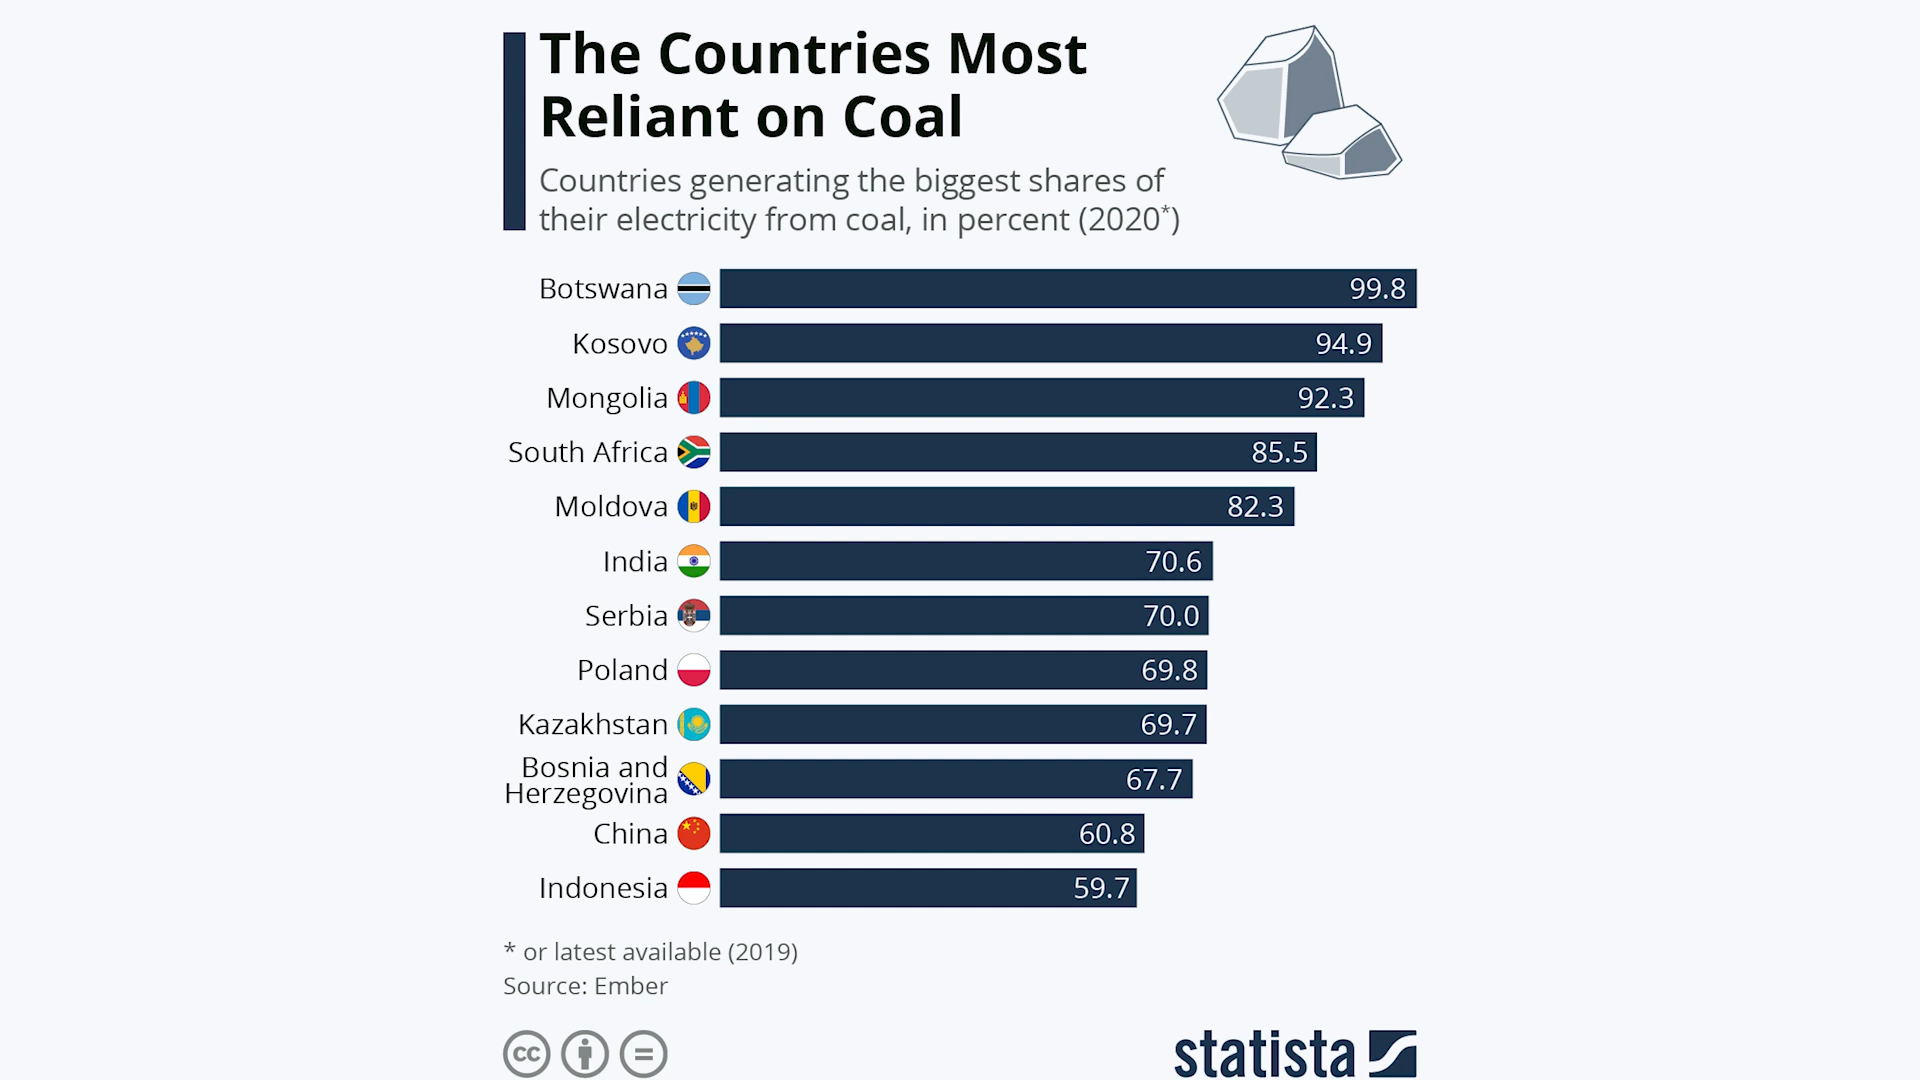 The Countries Most
Reliant on Coal
Countries generating the biggest shares of
their electricity from coal, in percent (2020*)
Botswana 99.8
Kosovo 94.9
Mongolia 92.3
South Africa 85.5
Moldova 82.3
India 70.6
Serbia 70.0
Poland 69.8
Kazakhstan 69.7
Bosnia and
Herzegovina 67.7
China 60.8
Indonesia 59.7
* or latest available (2019)
Source: Ember
cc =
statista